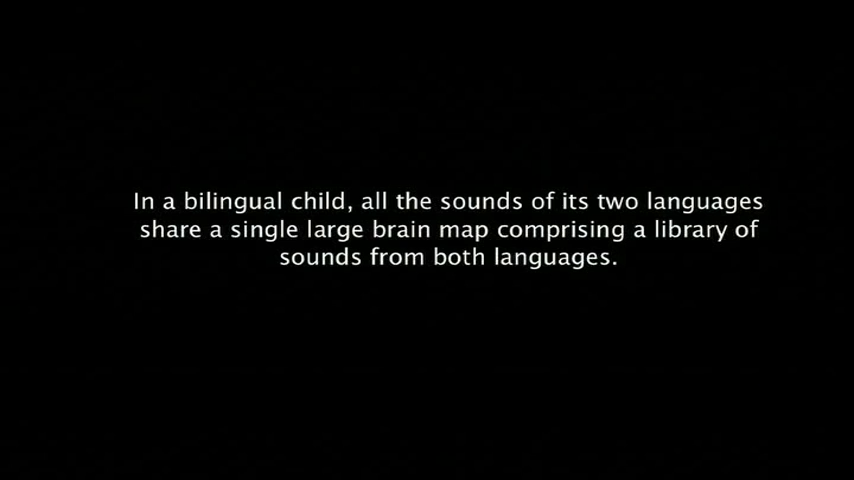 In a bilingual child, all the sounds of its two languages
share a single large brain map comprising a library of
sounds from both languages.